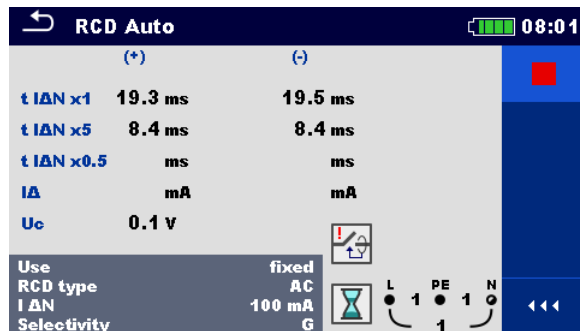 RCD Auto 08:01
(+) (-)
t IΔN x1 19.3 ms 19.5 ms
t IΔN x5 8.4 ms 8.4 ms
t IΔN x0.5 ms ms
IΔ mA mA
Uc 0.1 V
!
Use fixed
RCD type AC
I ΔN 100 mA
Selectivity G
L PE N
1 1
1